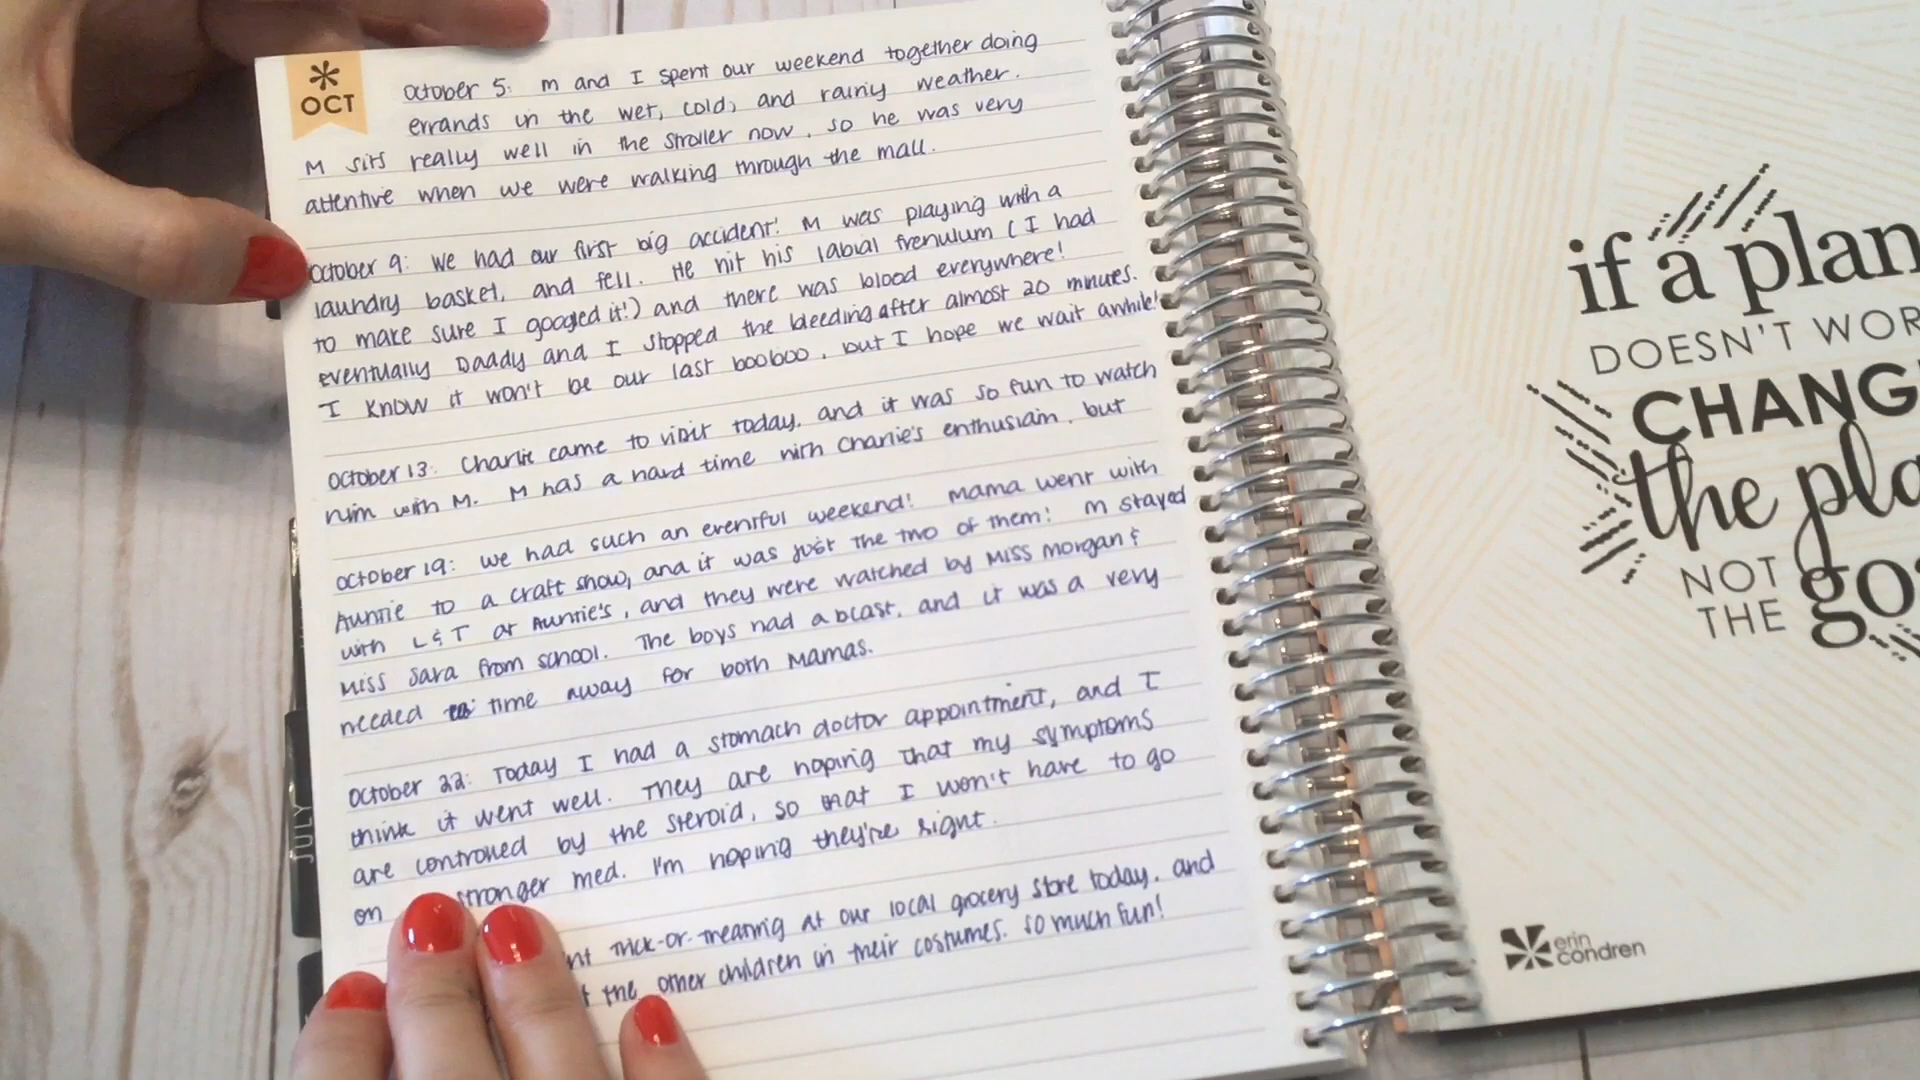 OCT
October 5: M and I spent our weekend together doing
errands in the wet, cold, and rainy weather.
M sits really well in the stroller now, so he was very
attentive when we were walking through the mall.
October 9: We had our first big accident! M was playing with a
laundry basket, and fell. He hit his labial frenulum (I had
to make sure I googled it!) and there was blood everywhere!
eventually Daddy and I stopped the bleeding after almost 20 minutes.
I know it won't be our last booboo, but I hope we wait awhile!
October 13: Charlie came to visit today, and it was so fun to watch
him with M. M has a hard time with Charlie's enthusiam, but
October 19: We had such an eventful weekend! Mama went with
Auntie to a craft show, and it was just the two of them! M stayed
with L & T at Auntie's, and they were watched by Miss Morgan &
Miss Sara from school. The boys had a blast, and it was a very
needed time away for both Mamas.
October 22: Today I had a stomach doctor appointment, and I
think it went well. They are hoping that my symptoms
are controlled by the steroid, so that I won't have to go
on stronger med. I'm hoping they're right.
trick-or-treating at our local grocery store today, and
the other children in their costumes. So much fun!
JULY
if a plan
DOESN'T WOR
CHANG
the pla
NOT
THE go
erin
condren